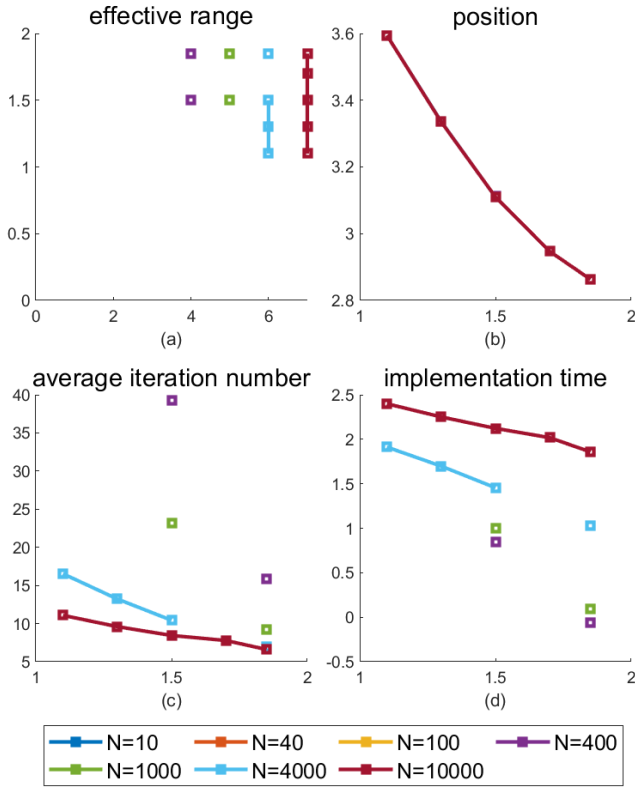 effective range
position
2
1.5
1
0.5
0
0 2 4 6
(a)
3.6
3.4
3.2
3
2.8
1 1.5 2
(b)
average iteration number
implementation time
40
35
30
25
20
15
10
5
1 1.5 2
(c)
2.5
2
1.5
1
0.5
0
-0.5
1 1.5 2
(d)
N=10 N=40 N=100 N=400
N=1000 N=4000 N=10000